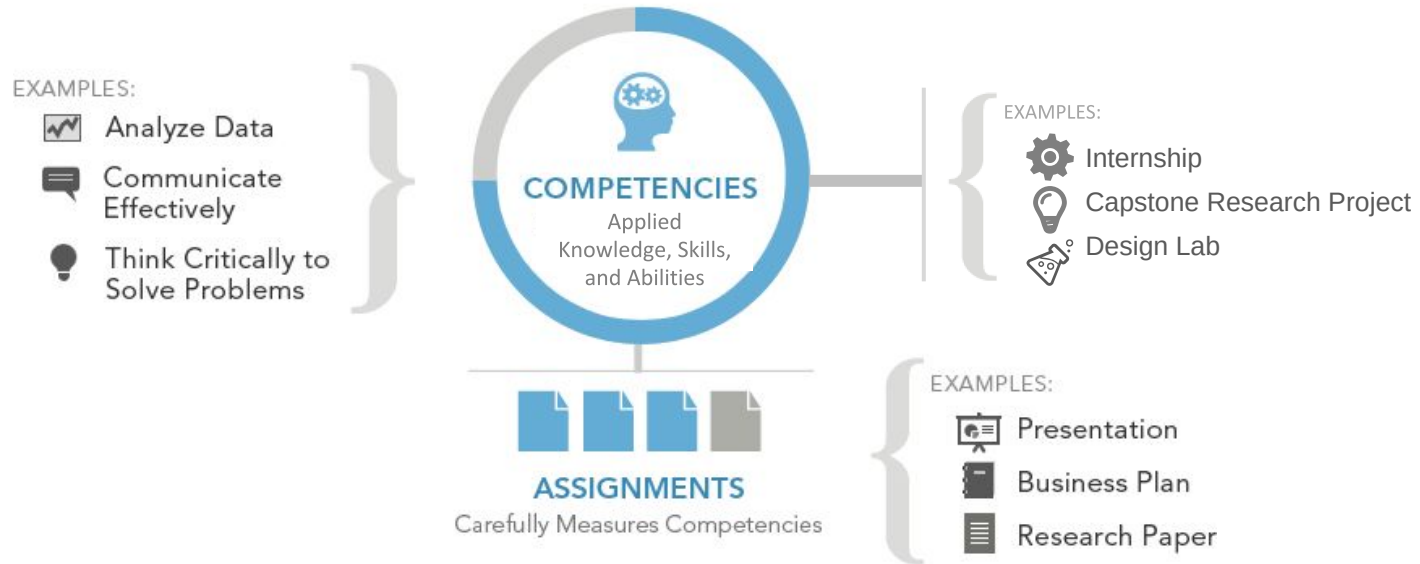 EXAMPLES:
Analyze Data
Communicate
Effectively
Think Critically to
Solve Problems
COMPETENCIES
Applied
Knowledge, Skills,
and Abilities
EXAMPLES:
Internship
Capstone Research Project
Design Lab
ASSIGNMENTS
Carefully Measures Competencies
EXAMPLES:
Presentation
Business Plan
Research Paper